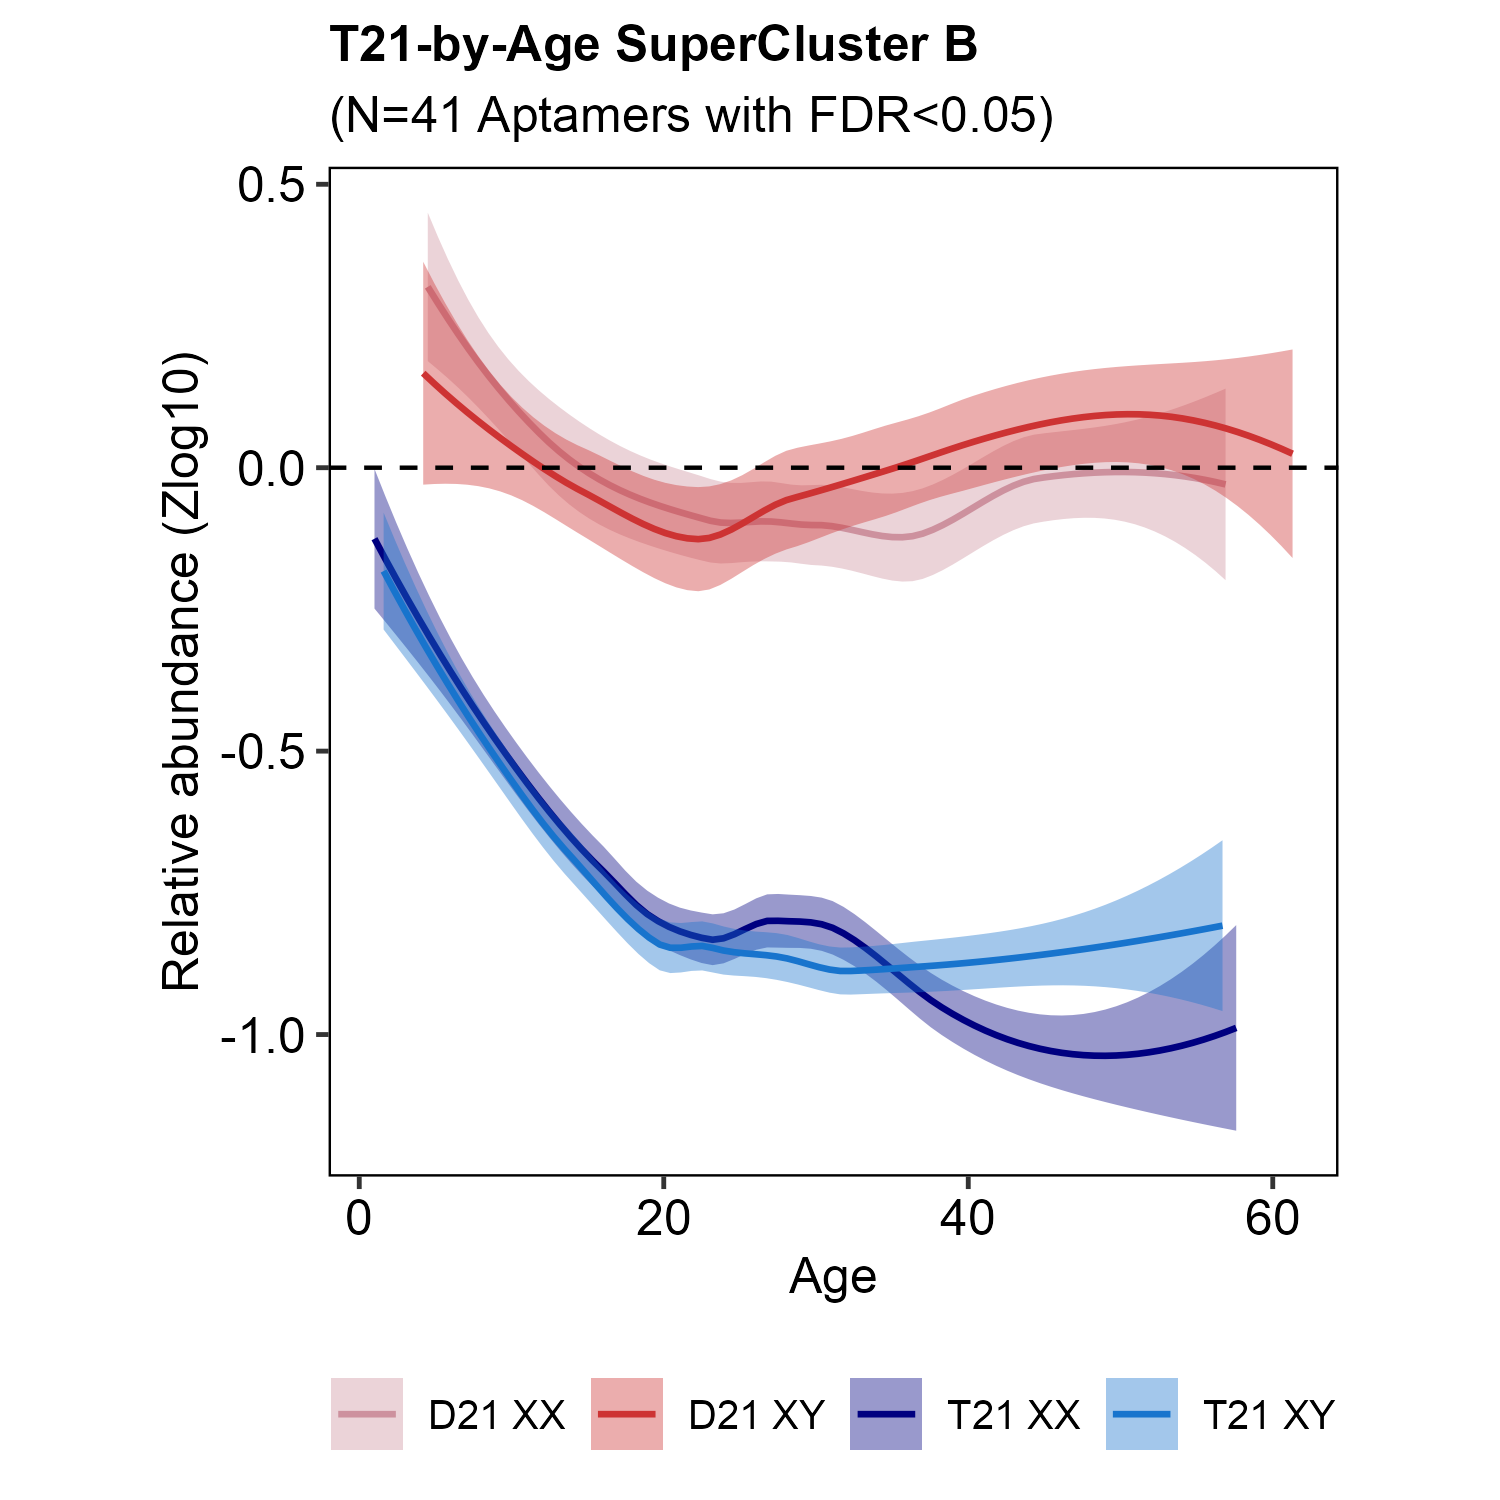 T21-by-Age SuperCluster B
(N=41 Aptamers with FDR<0.05)
Relative abundance (Zlog10)
0.5
0.0
-0.5
-1.0
0 20 40 60
Age
D21 XX D21 XY T21 XX T21 XY